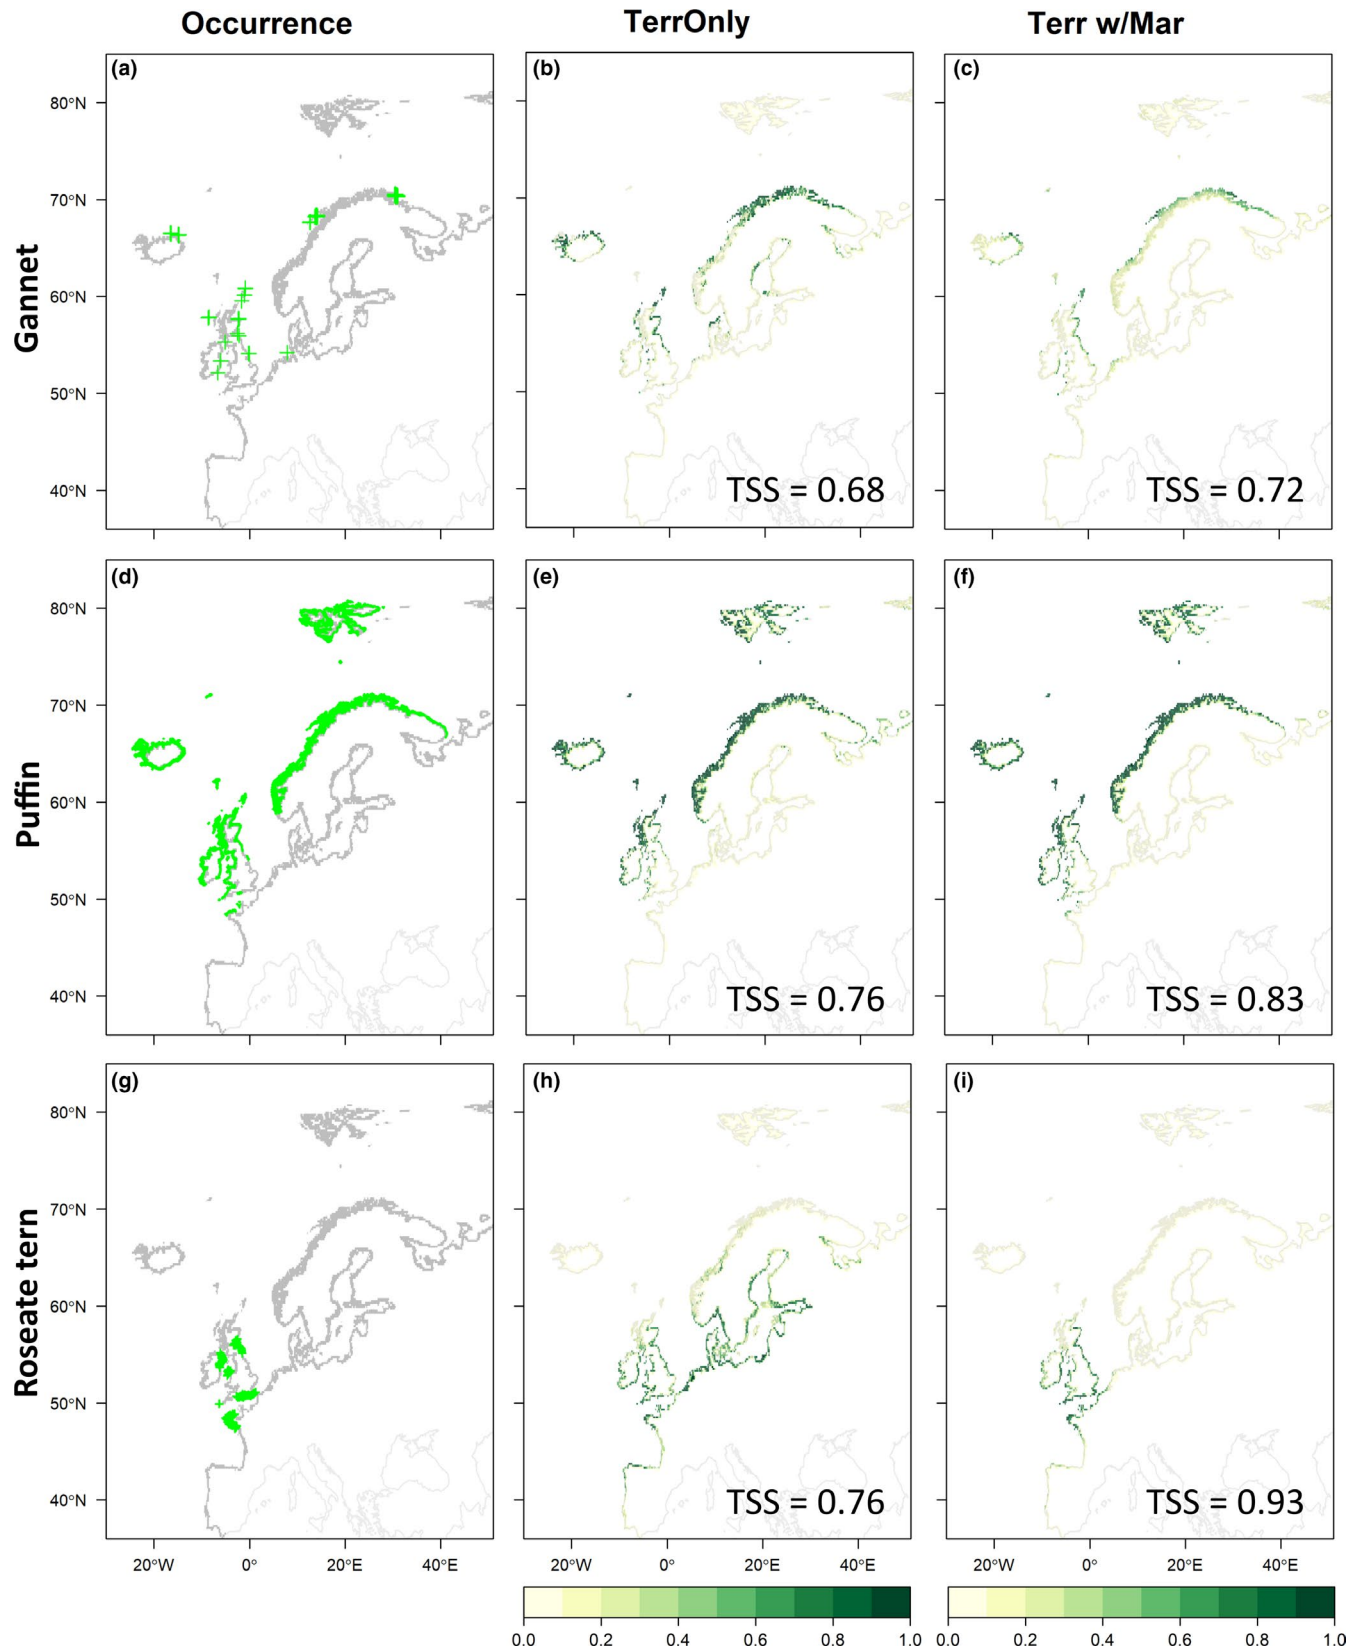 Occurrence TerrOnly Terr w/Mar
Gannet
(a) (b) (c)
80°N
70°N
60°N
50°N
40°N
TSS = 0.68 TSS = 0.72
Puffin
(d) (e) (f)
80°N
70°N
60°N
50°N
40°N
TSS = 0.76 TSS = 0.83
Roseate tern
(g) (h) (i)
80°N
70°N
60°N
50°N
40°N
TSS = 0.76 TSS = 0.93
20°W 0° 20°E 40°E 20°W 0° 20°E 40°E 20°W 0° 20°E 40°E
0.0 0.2 0.4 0.6 0.8 1.0 0.0 0.2 0.4 0.6 0.8 1.0